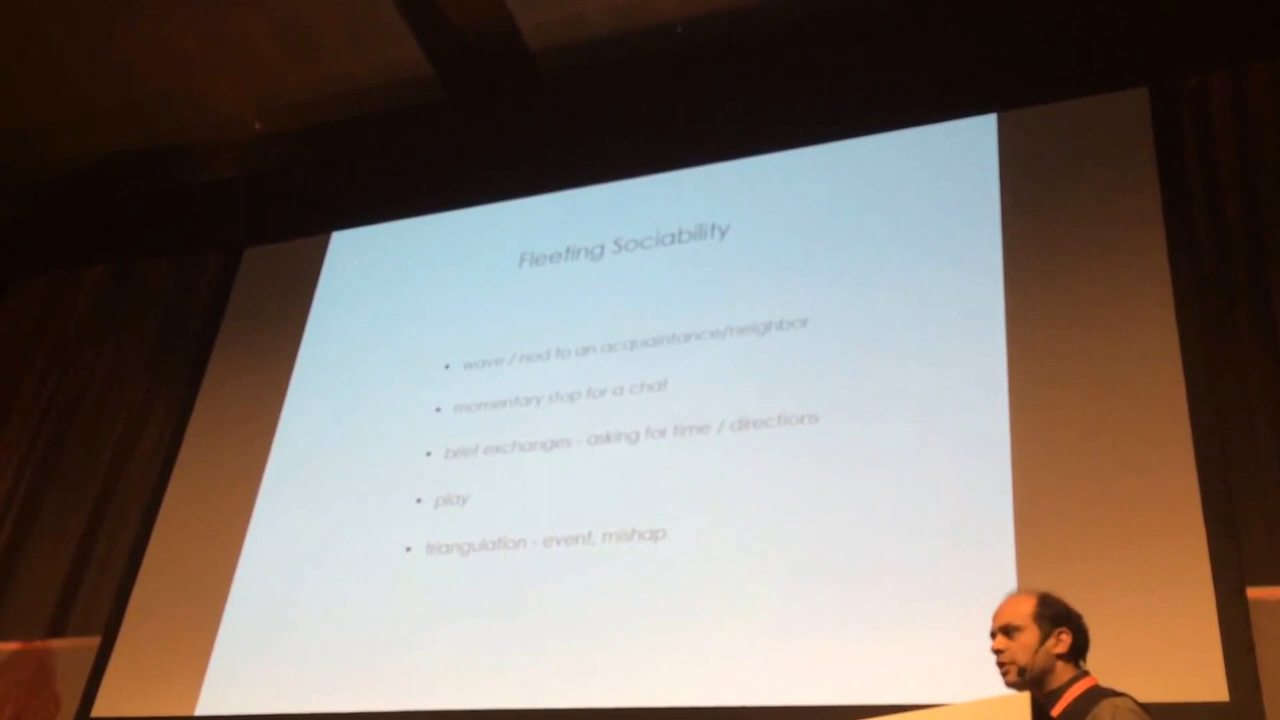 Fleeting Sociability
• wave / nod to an acquaintance/neighbor
• momentary stop for a chat
• brief exchanges - asking for time / directions
• play
• triangulation - event, mishap